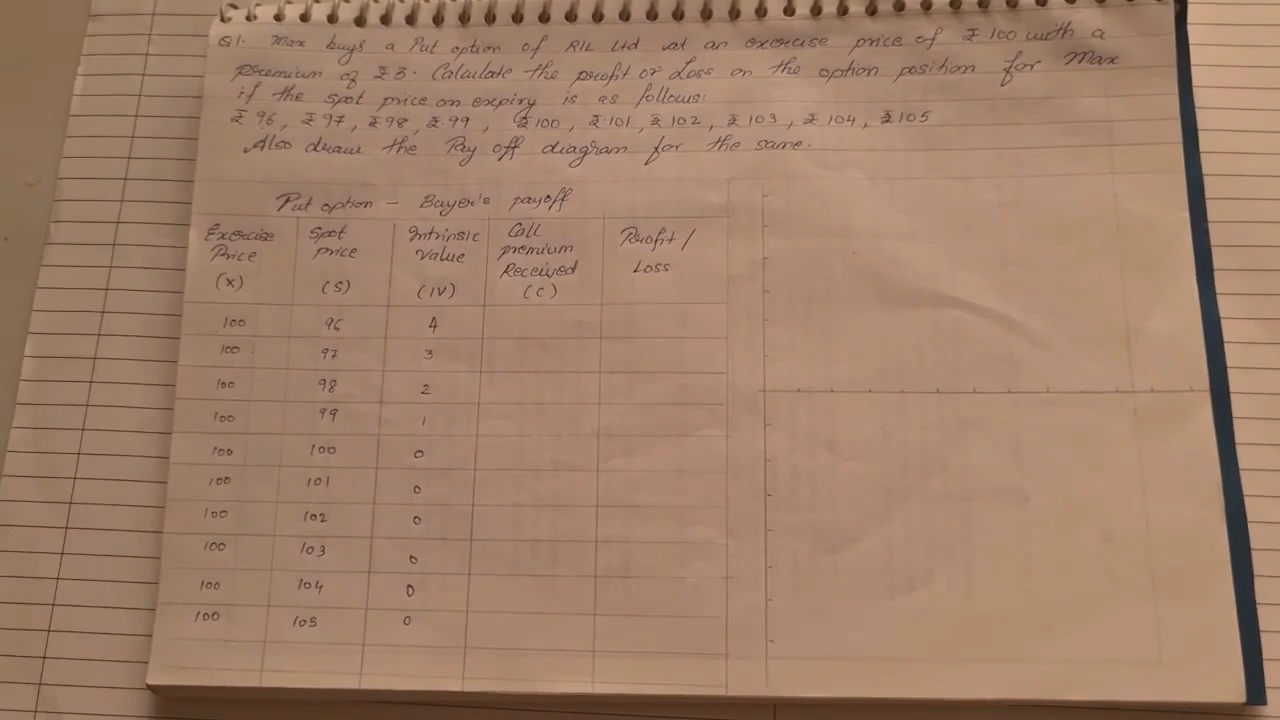 Q1. Max buys a Put option of RIL Ltd at an exercise price of ₹ 100 with a
premium of ₹ 3. Calculate the profit or Loss on the option position for Max
if the spot price on expiry is as follows:
₹ 96, ₹ 97, ₹ 98, ₹ 99, ₹ 100, ₹ 101, ₹ 102, ₹ 103, ₹ 104, ₹ 105
Also draw the Pay off diagram for the same.
Put option - Buyer's payoff
Exercise Price (X) Spot price (S) Intrinsic Value (IV) Call premium Received (C) Profit / Loss
100 96 4
100 97 3
100 98 2
100 99 1
100 100 0
100 101 0
100 102 0
100 103 0
100 104 0
100 105 0